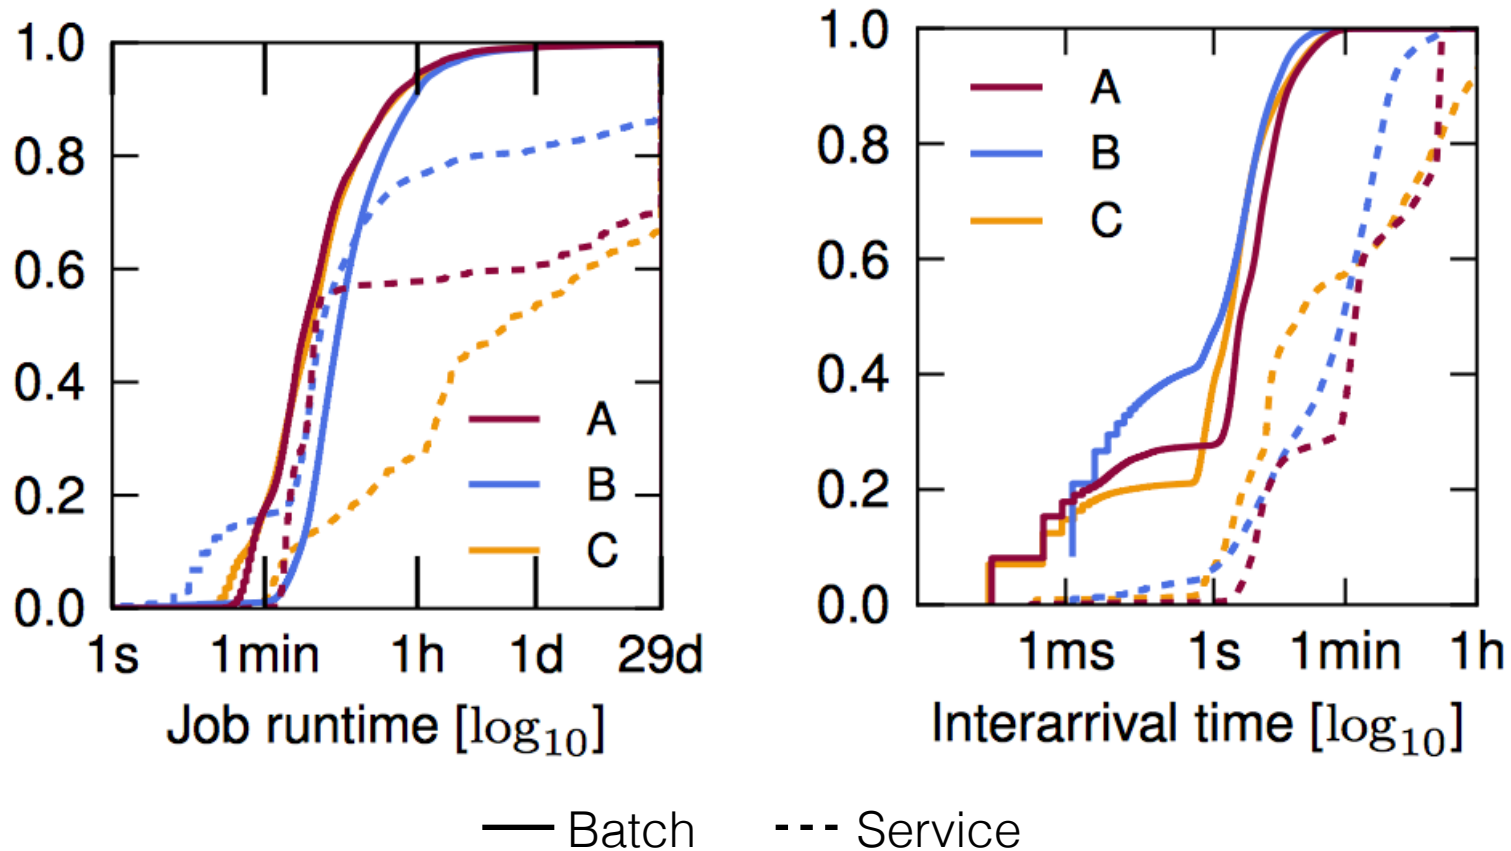 1.0
0.8
0.6
0.4
0.2
0.0
A
B
C
1s 1min 1h 1d 29d
Job runtime [log₁₀]
1.0
0.8
0.6
0.4
0.2
0.0
A
B
C
1ms 1s 1min 1h
Interarrival time [log₁₀]
Batch Service